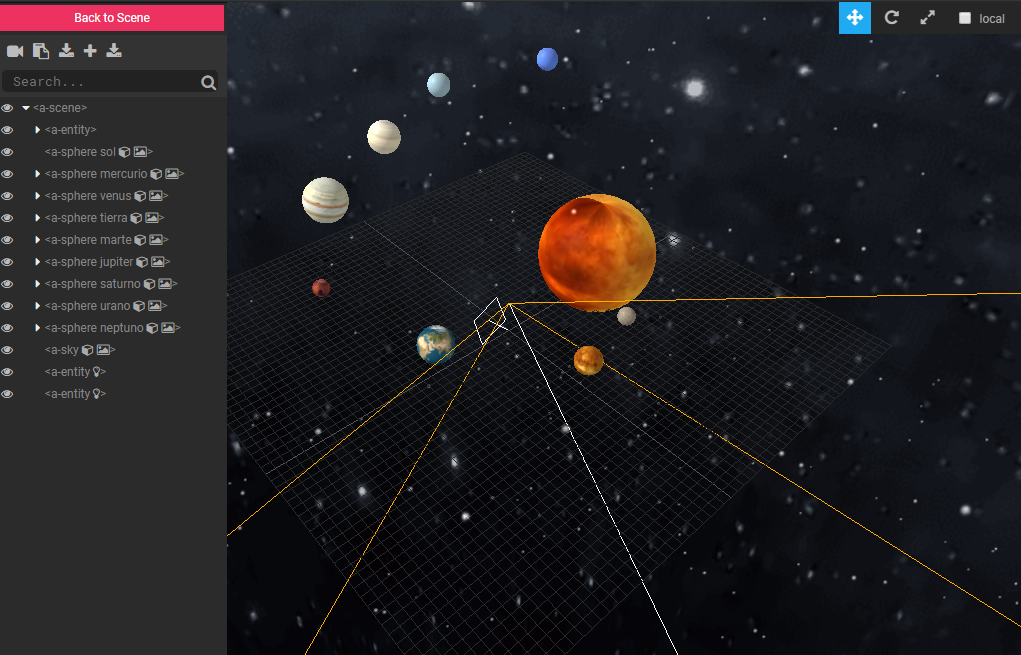 Back to Scene
local
Search...
<a-scene>
<a-entity>
<a-sphere sol >
<a-sphere mercurio >
<a-sphere venus >
<a-sphere tierra >
<a-sphere marte >
<a-sphere jupiter >
<a-sphere saturno >
<a-sphere urano >
<a-sphere neptuno >
<a-sky >
<a-entity >
<a-entity >